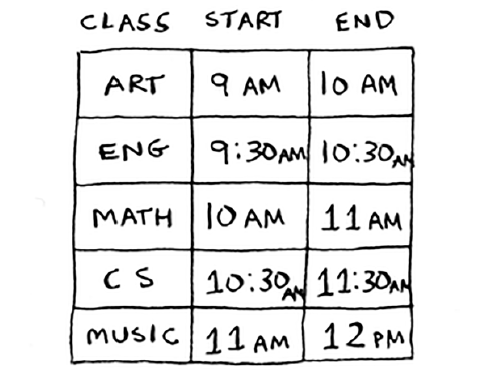 CLASS START END
ART 9 AM 10 AM
ENG 9:30AM 10:30AM
MATH 10 AM 11 AM
CS 10:30AM 11:30AM
MUSIC 11 AM 12 PM